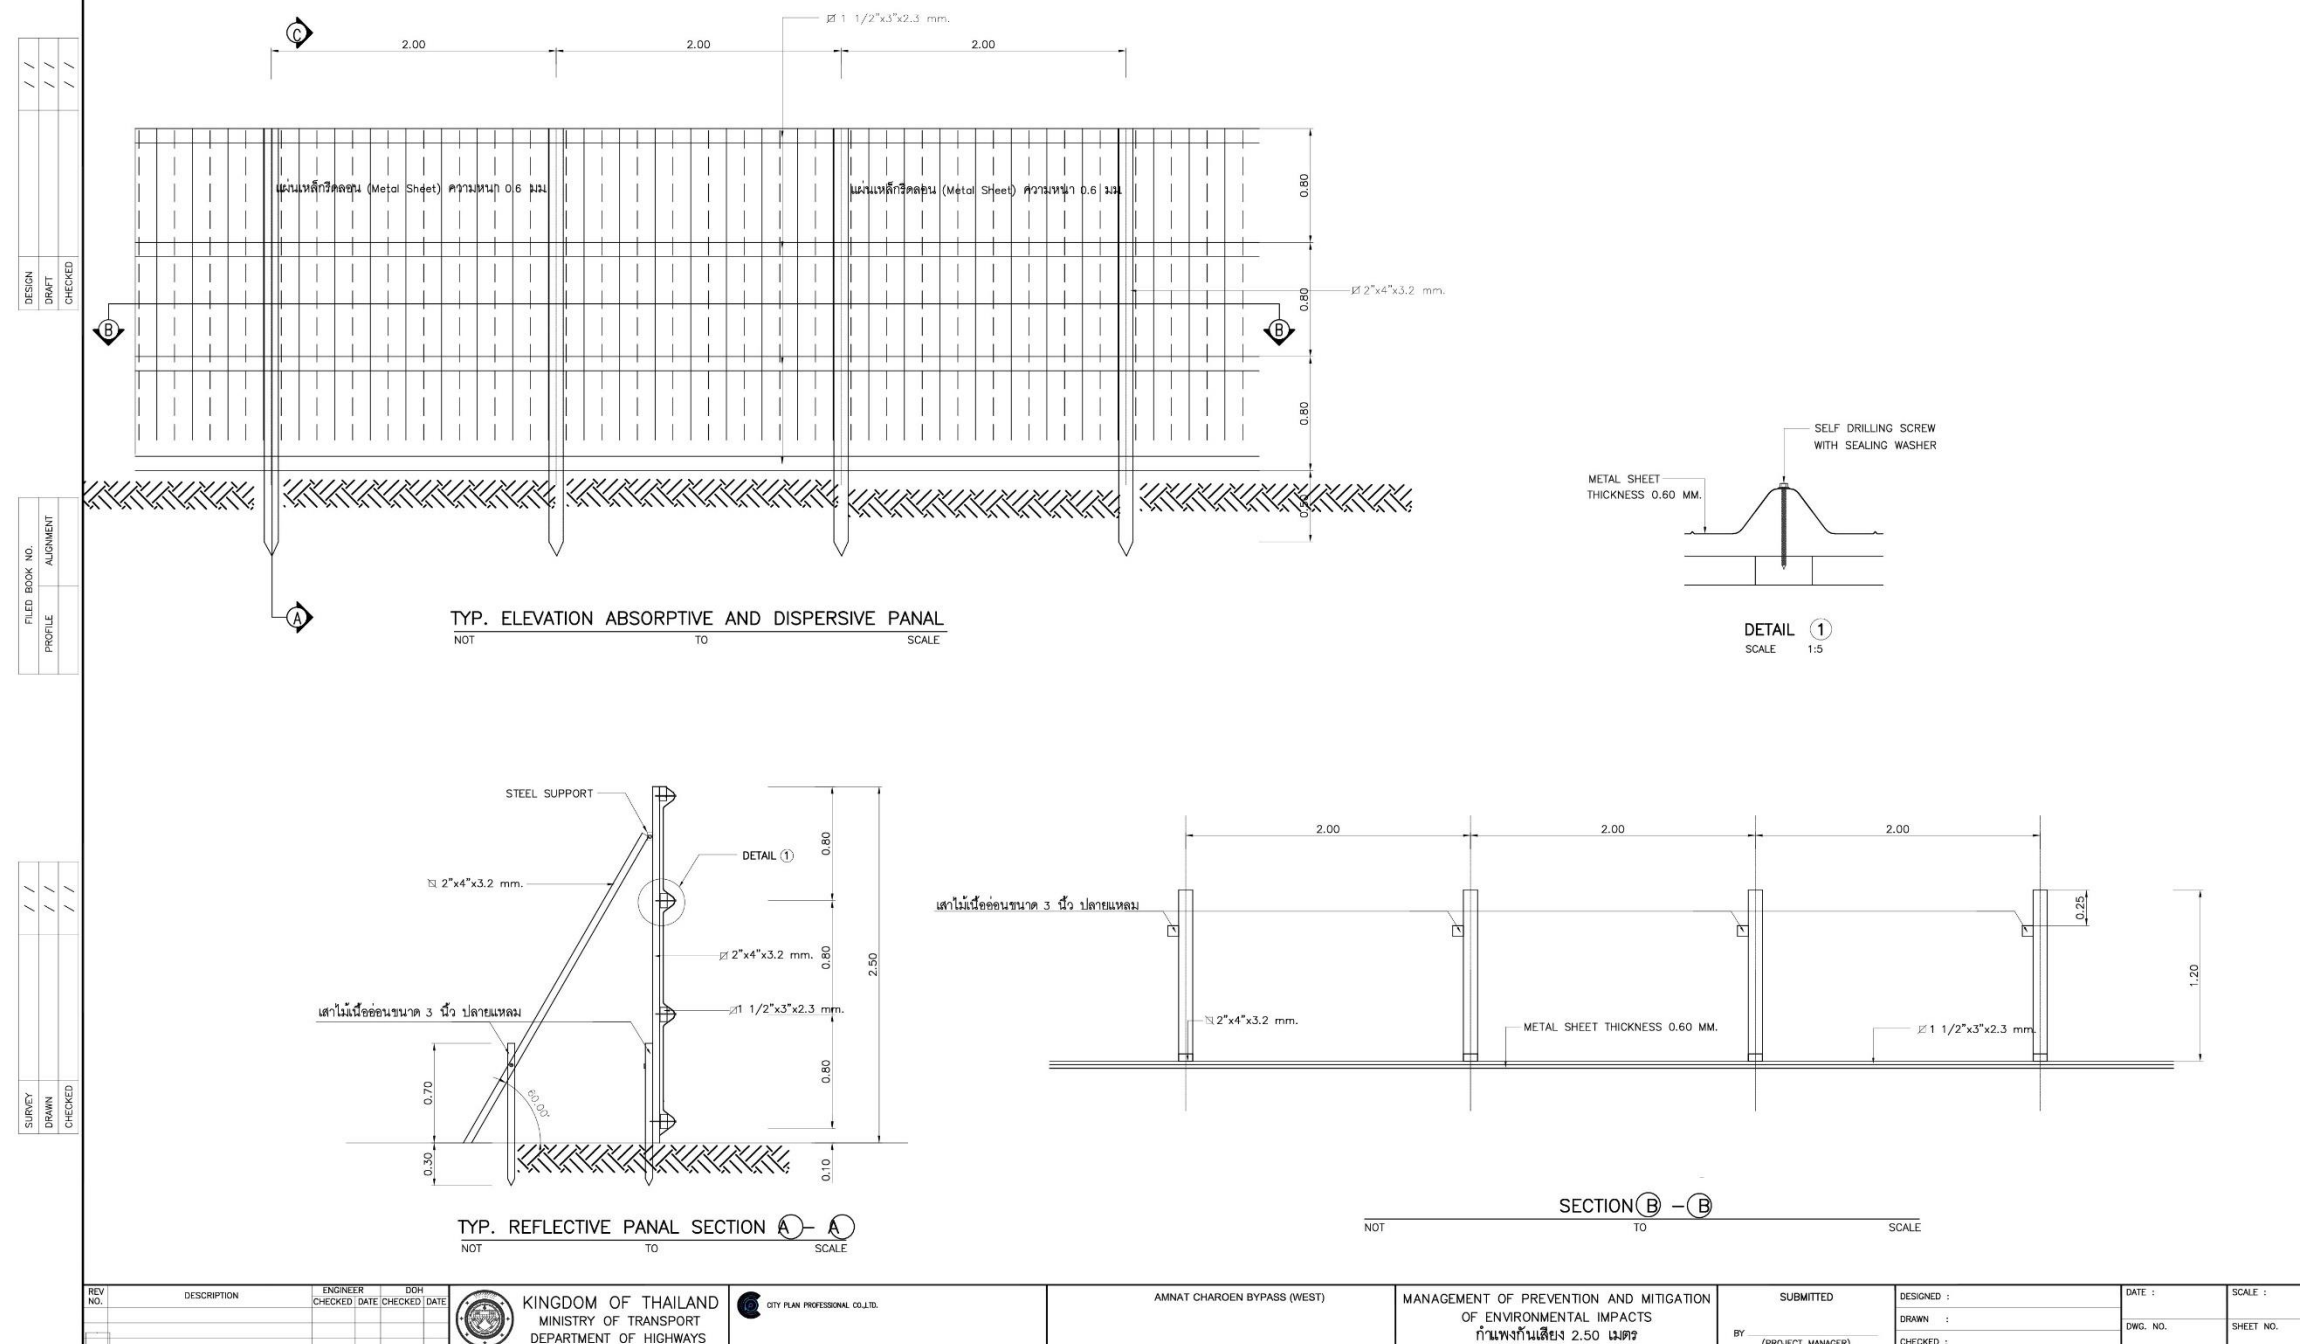 ⌀ 1 1/2"x3"x2.3 mm.
C
2.00
2.00
2.00
แผ่นเหล็กรีดลอน (Metal Sheet) ความหนา 0.6 มม
แผ่นเหล็กรีดลอน (Metal Sheet) ความหนา 0.6 มม
0.80
0.80
0.80
0.50
2"x4"x3.2 mm.
B
B
A
TYP. ELEVATION ABSORPTIVE AND DISPERSIVE PANAL
NOT TO SCALE
SELF DRILLING SCREW
WITH SEALING WASHER
METAL SHEET
THICKNESS 0.60 MM.
DETAIL 1
SCALE 1:5
STEEL SUPPORT
DETAIL 1
2"x4"x3.2 mm.
2"x4"x3.2 mm.
1 1/2"x3"x2.3 mm.
เสาไม้เนื้ออ่อนขนาด 3 นิ้ว ปลายแหลม
0.80
0.80
0.80
2.50
0.10
0.70
0.30
60.00°
TYP. REFLECTIVE PANAL SECTION A - A
NOT TO SCALE
2.00
2.00
2.00
เสาไม้เนื้ออ่อนขนาด 3 นิ้ว ปลายแหลม
0.25
1.20
2"x4"x3.2 mm.
METAL SHEET THICKNESS 0.60 MM.
1 1/2"x3"x2.3 mm.
SECTION B - B
NOT TO SCALE
DESIGN
DRAFT
CHECKED
FILED BOOK NO.
ALIGNMENT
PROFILE
SURVEY
DRAWN
CHECKED
REV NO.
DESCRIPTION
ENGINEER
DOH
CHECKED DATE CHECKED DATE
KINGDOM OF THAILAND
MINISTRY OF TRANSPORT
DEPARTMENT OF HIGHWAYS
CITY PLAN PROFESSIONAL CO.,LTD.
AMNAT CHAROEN BYPASS (WEST)
MANAGEMENT OF PREVENTION AND MITIGATION
OF ENVIRONMENTAL IMPACTS
กำแพงกันเสียง 2.50 เมตร
SUBMITTED
BY
(PROJECT MANAGER)
DESIGNED :
DRAWN :
CHECKED :
DATE :
DWG. NO.
SCALE :
SHEET NO.